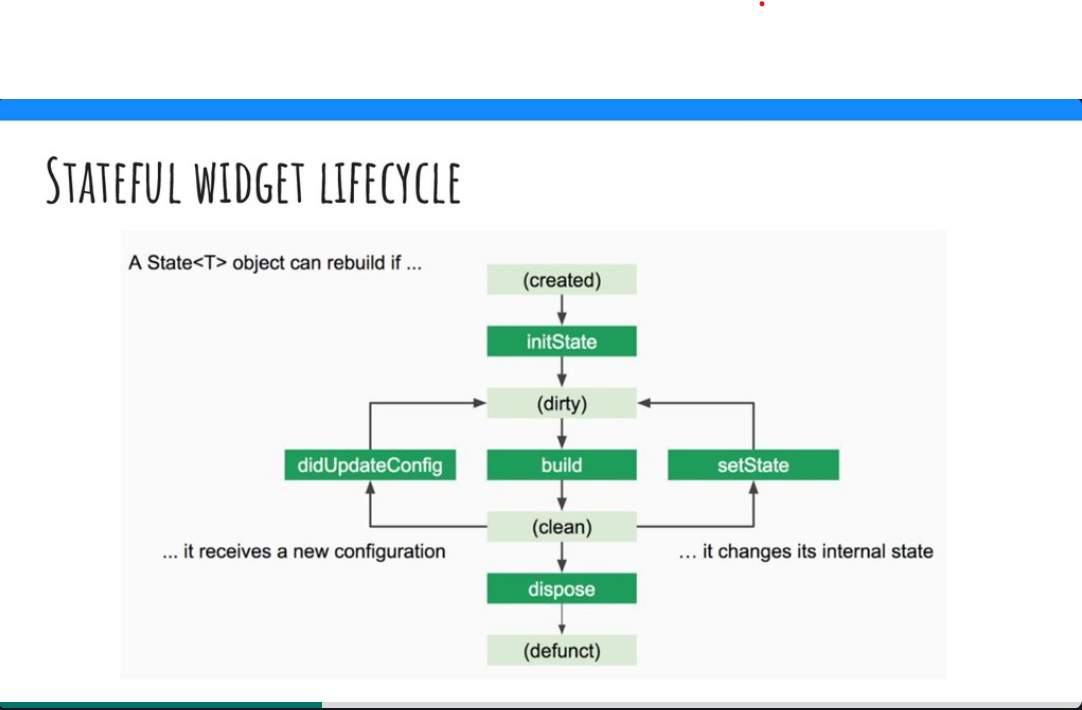 STATEFUL WIDGET LIFECYCLE
A State<T> object can rebuild if ...
(created)
initState
(dirty)
didUpdateConfig
build
setState
(clean)
... it receives a new configuration
... it changes its internal state
dispose
(defunct)